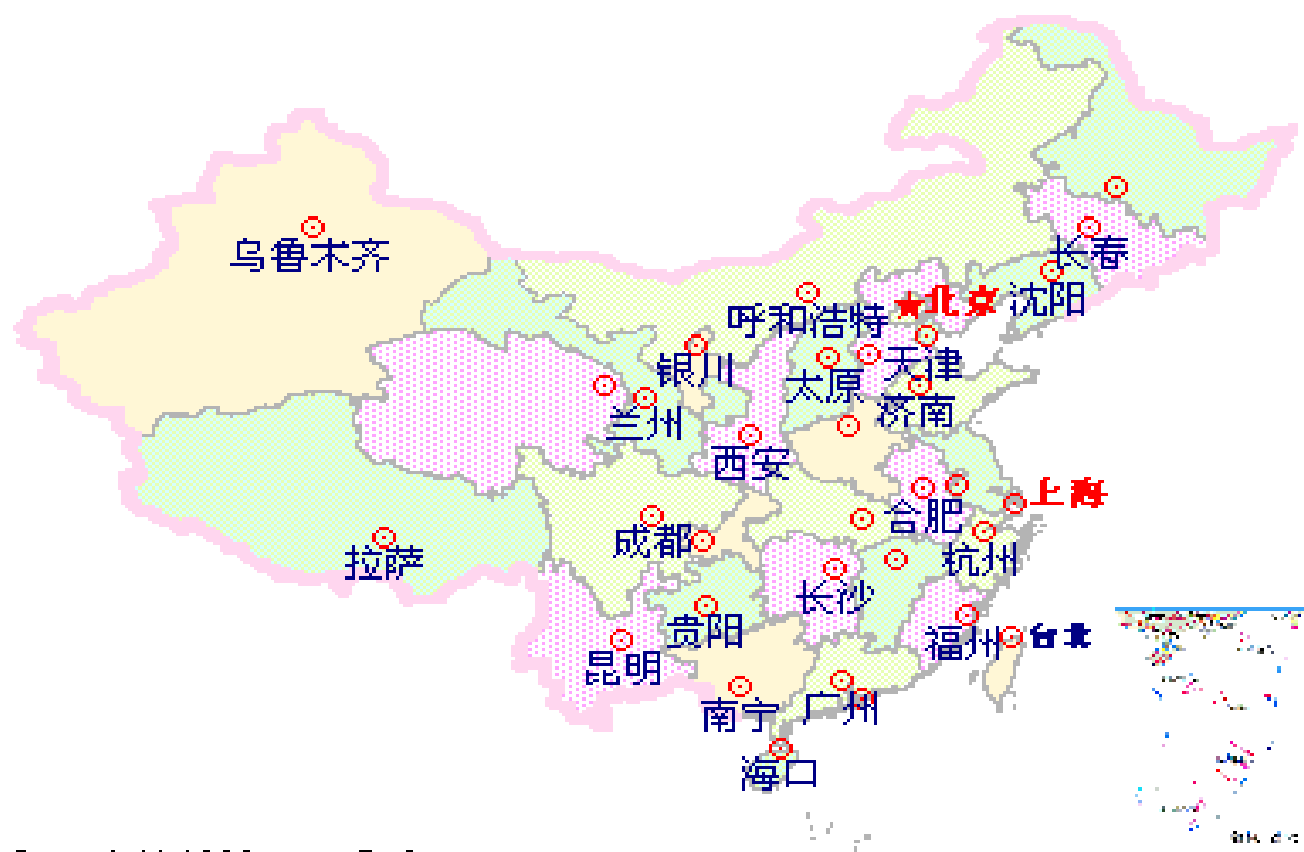 乌鲁木齐
长春
北京
沈阳
呼和浩特
银川
天津
太原
兰州
济南
西安
上海
合肥
成都
杭州
拉萨
长沙
贵阳
福州
台北
昆明
南宁
广州
海口